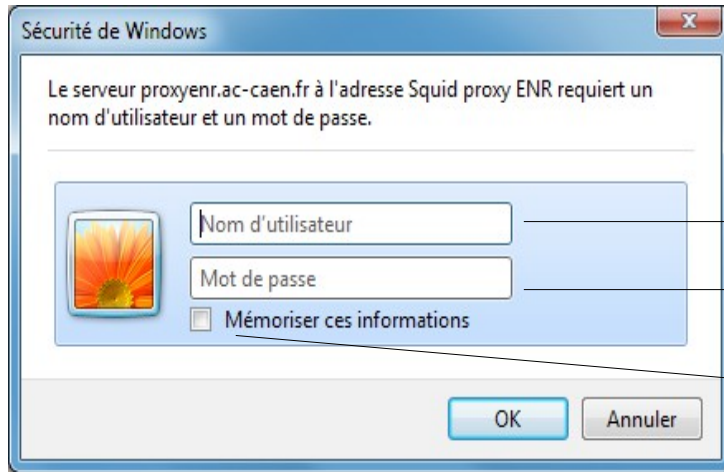 Sécurité de Windows
Le serveur proxyenr.ac-caen.fr à l'adresse Squid proxy ENR requiert un
nom d'utilisateur et un mot de passe.
Nom d'utilisateur
Mot de passe
Mémoriser ces informations
OK
Annuler